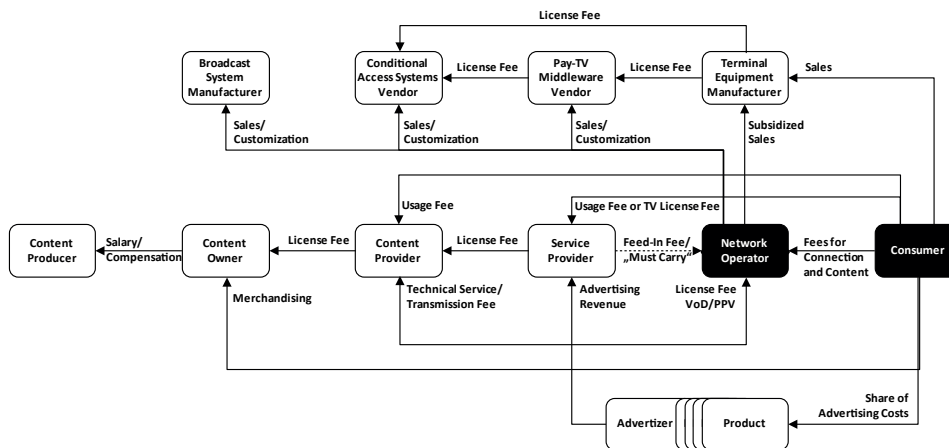 License Fee
Broadcast
System
Manufacturer
Conditional
Access Systems
Vendor
License Fee
Pay-TV
Middleware
Vendor
License Fee
Terminal
Equipment
Manufacturer
Sales
Sales/
Customization
Sales/
Customization
Sales/
Customization
Subsidized
Sales
Usage Fee
Usage Fee or TV License Fee
Content
Producer
Salary/
Compensation
Content
Owner
License Fee
Content
Provider
License Fee
Service
Provider
Feed-In Fee/
„Must Carry“
Network
Operator
Fees for
Connection
and Content
Consumer
Merchandising
Technical Service/
Transmission Fee
Advertising
Revenue
License Fee
VoD/PPV
Share of
Advertising Costs
Advertizer
Product